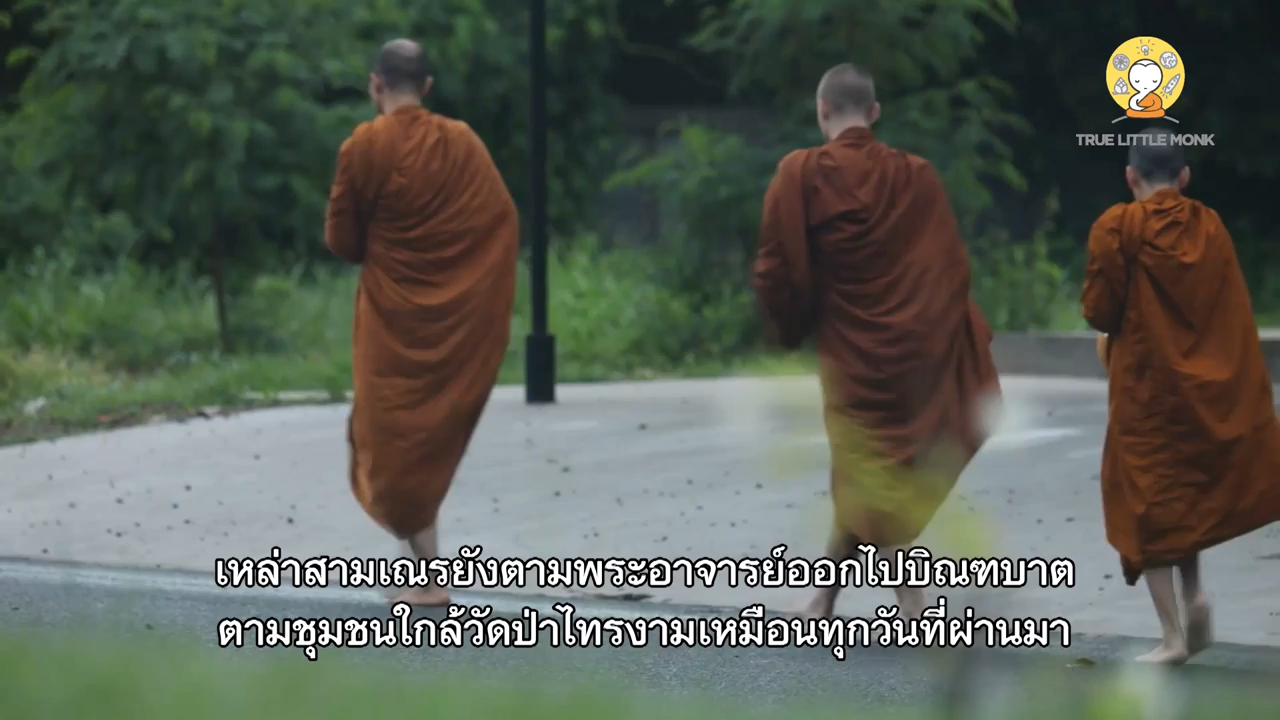 TRUE LITTLE MONK
เหล่าสามเณรยังตามพระอาจารย์ออกไปบิณฑบาต
ตามชุมชนใกล้วัดป่าไทรงามเหมือนทุกวันที่ผ่านมา